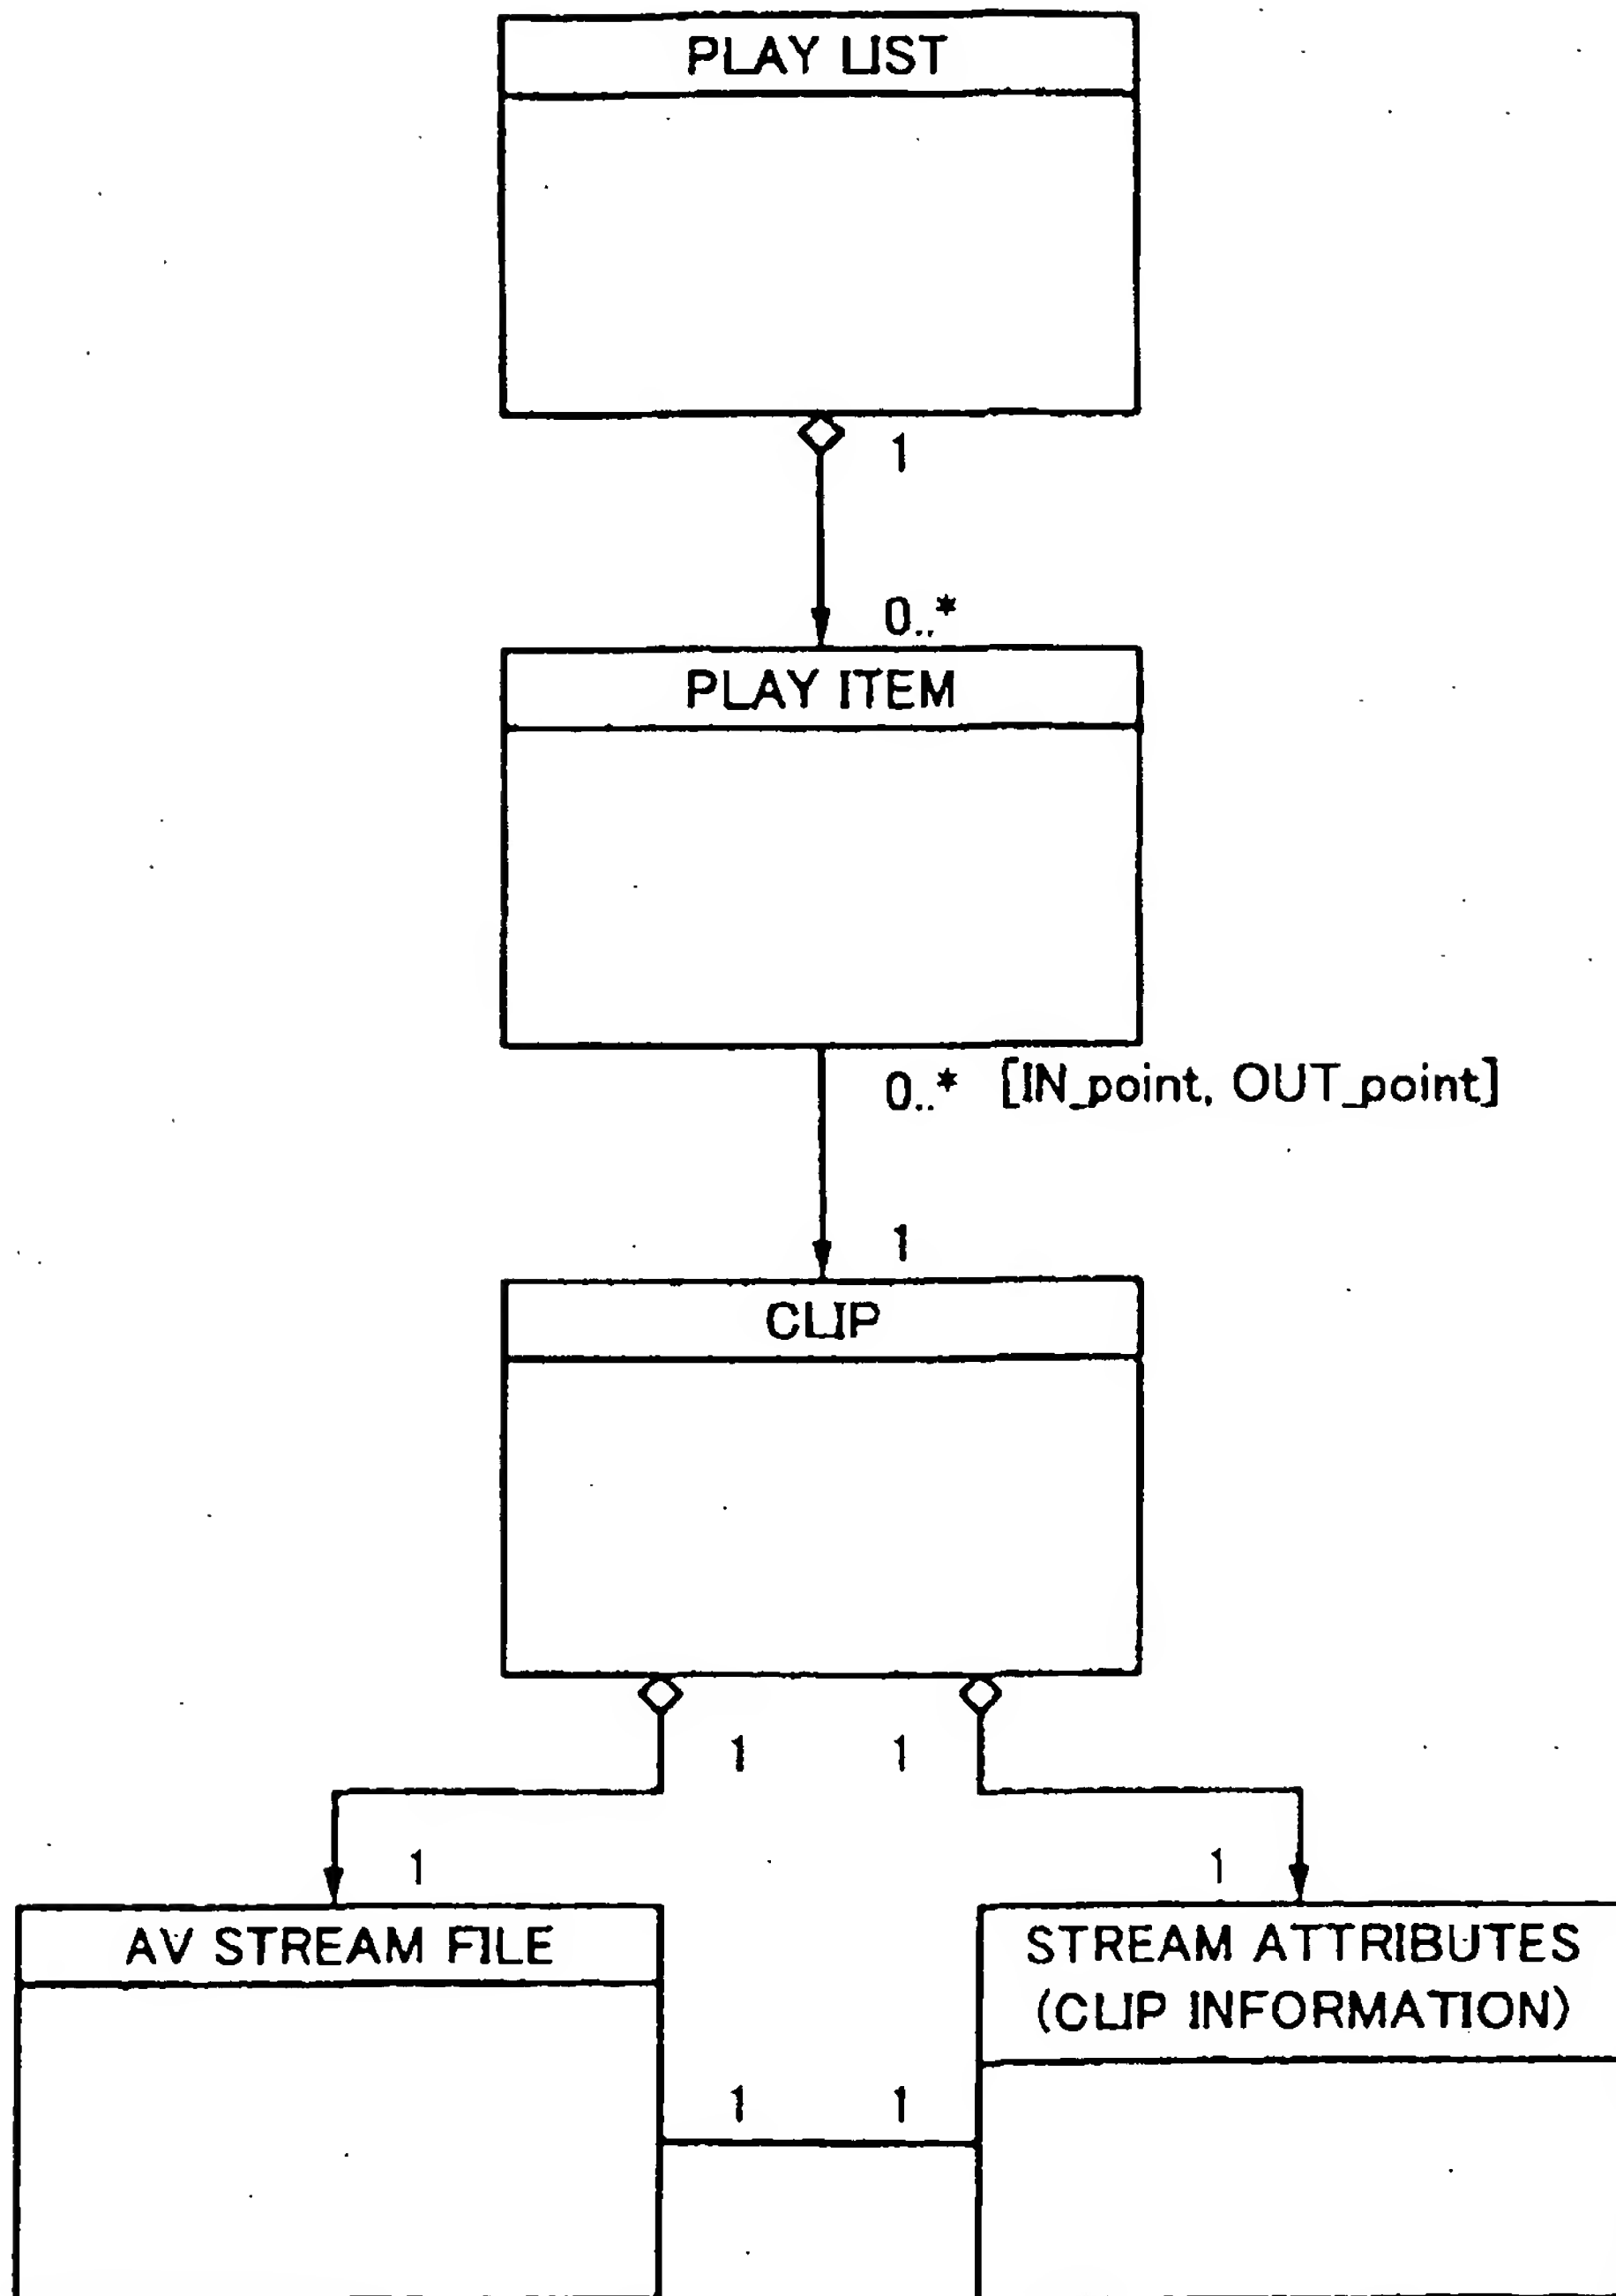 PLAY LIST
1
0..*
PLAY ITEM
0..* [IN_point, OUT_point]
1
CLIP
1 1
1 1
AV STREAM FILE
STREAM ATTRIBUTES
(CLIP INFORMATION)
1 1